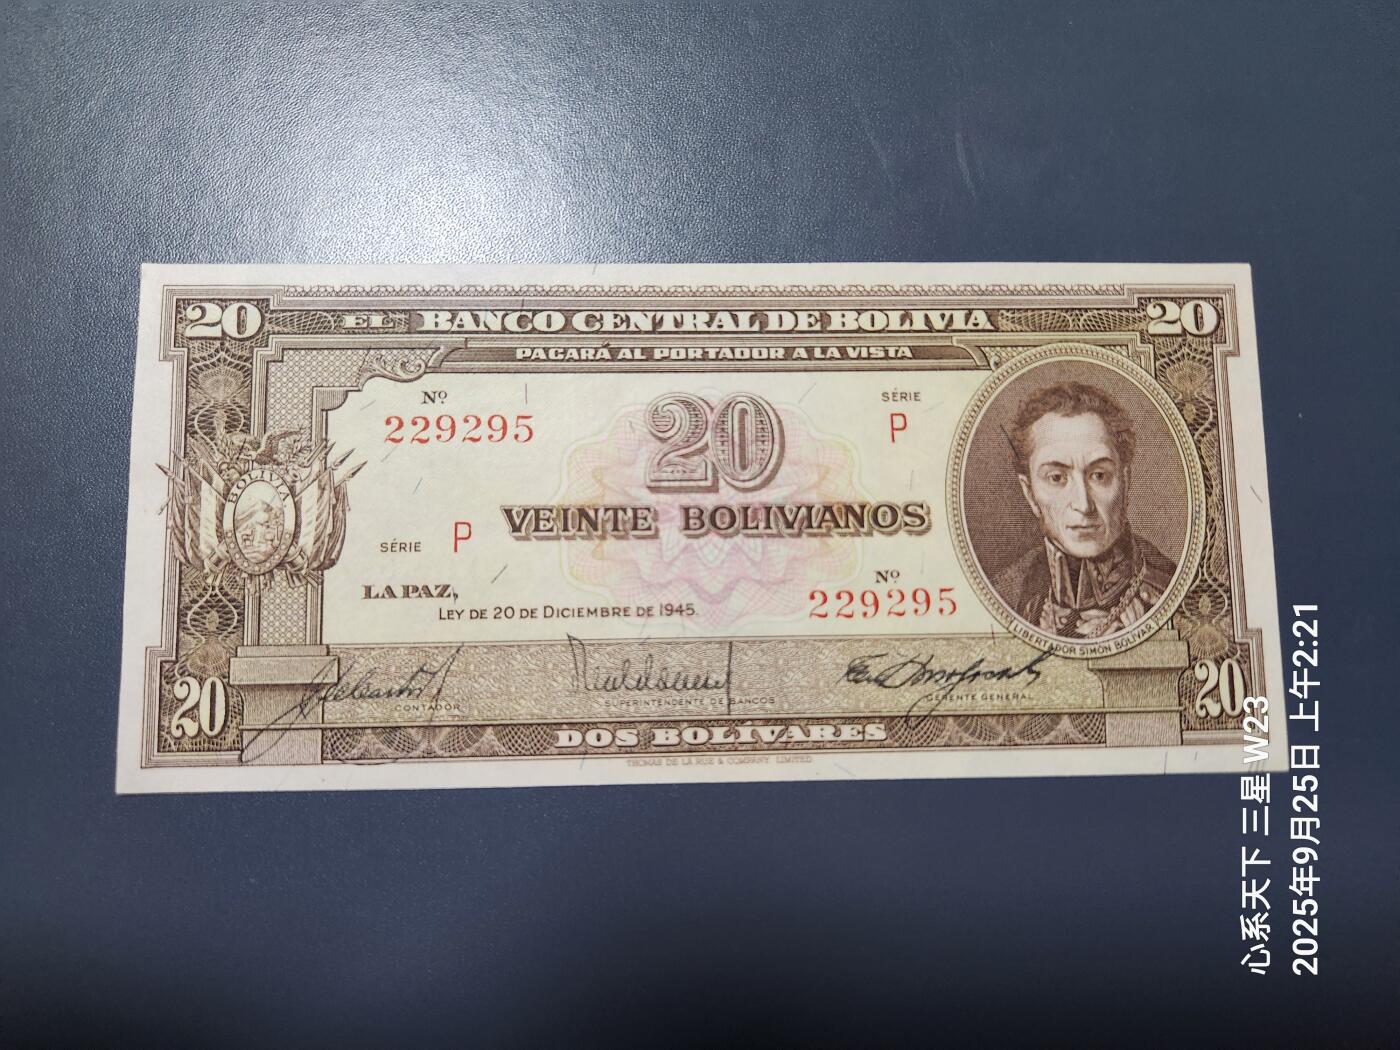 20 EL BANCO CENTRAL DE BOLIVIA 20
PAGARÁ AL PORTADOR A LA VISTA
Nº
229295
20
SÉRIE
P
BOLIVIA
VEINTE BOLIVIANOS
SÉRIE P
LA PAZ,
LEY DE 20 DE DICIEMBRE DE 1945.
Nº
229295
LIBERTADOR SIMÓN BOLÍVAR
CONTADOR
SUPERINTENDENTE DE BANCOS
GERENTE GENERAL
20 DOS BOLÍVARES 20
THOMAS DE LA RUE & COMPANY, LIMITED
心系天下 三星 W23
2025年9月25日 上午2:21